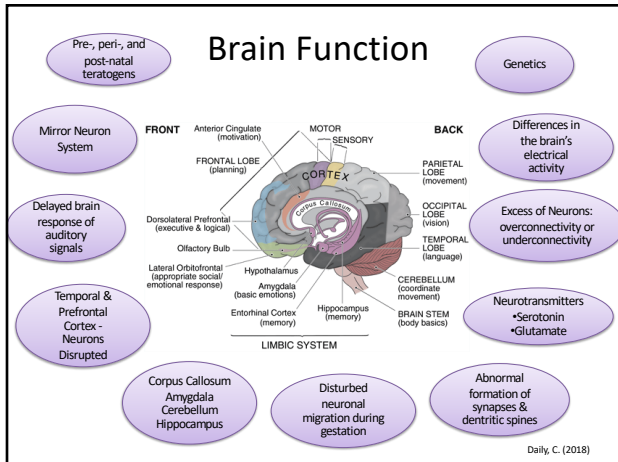 Brain Function
Pre-, peri-, and
post-natal
teratogens
Genetics
Mirror Neuron
System
Differences in
the brain's
electrical
activity
Delayed brain
response of
auditory
signals
Excess of Neurons:
overconnectivity or
underconnectivity
Temporal &
Prefrontal
Cortex -
Neurons
Disrupted
Neurotransmitters
•Serotonin
•Glutamate
Corpus Callosum
Amygdala
Cerebellum
Hippocampus
Disturbed
neuronal
migration during
gestation
Abnormal
formation of
synapses &
dentritic spines
FRONT
BACK
Anterior Cingulate
(motivation)
MOTOR
SENSORY
FRONTAL LOBE
(planning)
CORTEX
Corpus Callosum
PARIETAL
LOBE
(movement)
OCCIPITAL
LOBE
(vision)
TEMPORAL
LOBE
(language)
CEREBELLUM
(coordinate
movement)
BRAIN STEM
(body basics)
Dorsolateral Prefrontal
(executive & logical)
Olfactory Bulb
Lateral Orbitofrontal
(appropriate social/
emotional response)
Hypothalamus
Amygdala
(basic emotions)
Entorhinal Cortex
(memory)
Hippocampus
(memory)
LIMBIC SYSTEM
Daily, C. (2018)